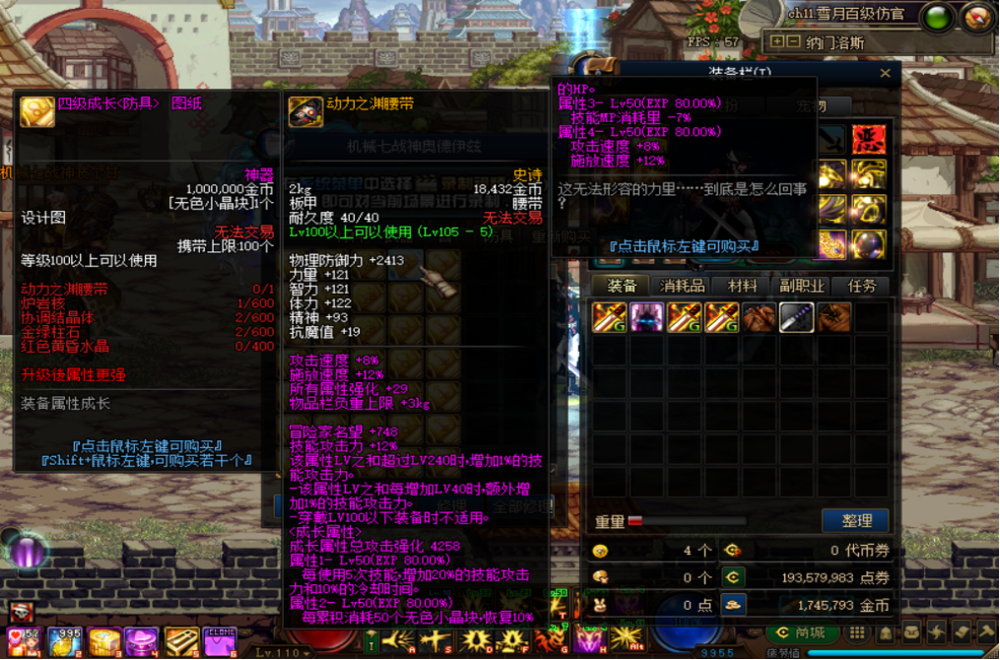 ch11.雪月百级仿官
FPS : 57
纳门洛斯
四级成长<防具> 图纸
神器
1,000,000金币
[无色小晶块]1个
设计图
无法交易
携带上限100个
等级100以上可以使用
动力之渊腰带 0/1
炉岩核 1/600
协调结晶体 2/600
金绿柱石 2/600
红色黄昏水晶 0/400
升级後属性更强
装备属性成长
『点击鼠标左键可购买』
『Shift+鼠标左键,可购买若干个』
动力之渊腰带
机械七战神奥德伊兹
史诗
2kg 18,432金币
板甲 腰带
耐久度 40/40 无法交易
Lv100以上可以使用 (Lv105 - 5)
物理防御力 +2413
力量 +121
智力 +121
体力 +122
精神 +93
抗魔值 +19
攻击速度 +8%
施放速度 +12%
所有属性强化 +29
物品栏负重上限 +3kg
冒险家名望 +748
技能攻击力 +12%
该属性LV之和超过LV240时,增加1%的技
能攻击力。
-该属性LV之和每增加LV40时,额外增
加1%的技能攻击力。
-穿戴LV100以下装备时不适用。
<成长属性>
成长属性总攻击强化 4258
属性1- Lv50(EXP 80.00%)
每使用5次技能,增加20%的技能攻击
力和10%的冷却时间。
属性2- Lv50(EXP 80.00%)
每累积消耗50个无色小晶块,恢复10%
的MP。
属性3- Lv50(EXP 80.00%)
技能MP消耗里 -7%
属性4- Lv50(EXP 80.00%)
攻击速度 +8%
施放速度 +12%
这无法形容的力里……到底是怎么回事
?
『点击鼠标左键可购买』
装备栏(I)
宠物
装备 消耗品 材料 副职业 任务
重里
整理
4 个
0 代币券
0 个
193,579,983 点券
0 点
1,745,793 金币
商城
疲劳值
Lv.110
9955